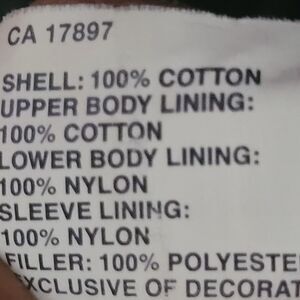 CA 17897
SHELL: 100% COTTON
UPPER BODY LINING:
100% COTTON
LOWER BODY LINING:
100% NYLON
SLEEVE LINING:
100% NYLON
FILLER: 100% POLYESTE
EXCLUSIVE OF DECORAT